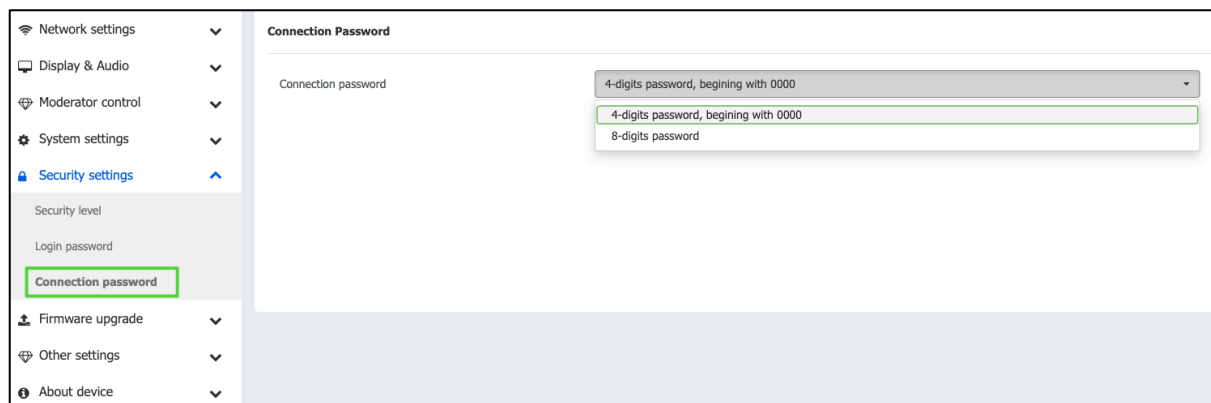 Network settings
Display & Audio
Moderator control
System settings
Security settings
Security level
Login password
Connection password
Firmware upgrade
Other settings
About device
Connection Password
Connection password
4-digits password, begining with 0000
4-digits password, begining with 0000
8-digits password